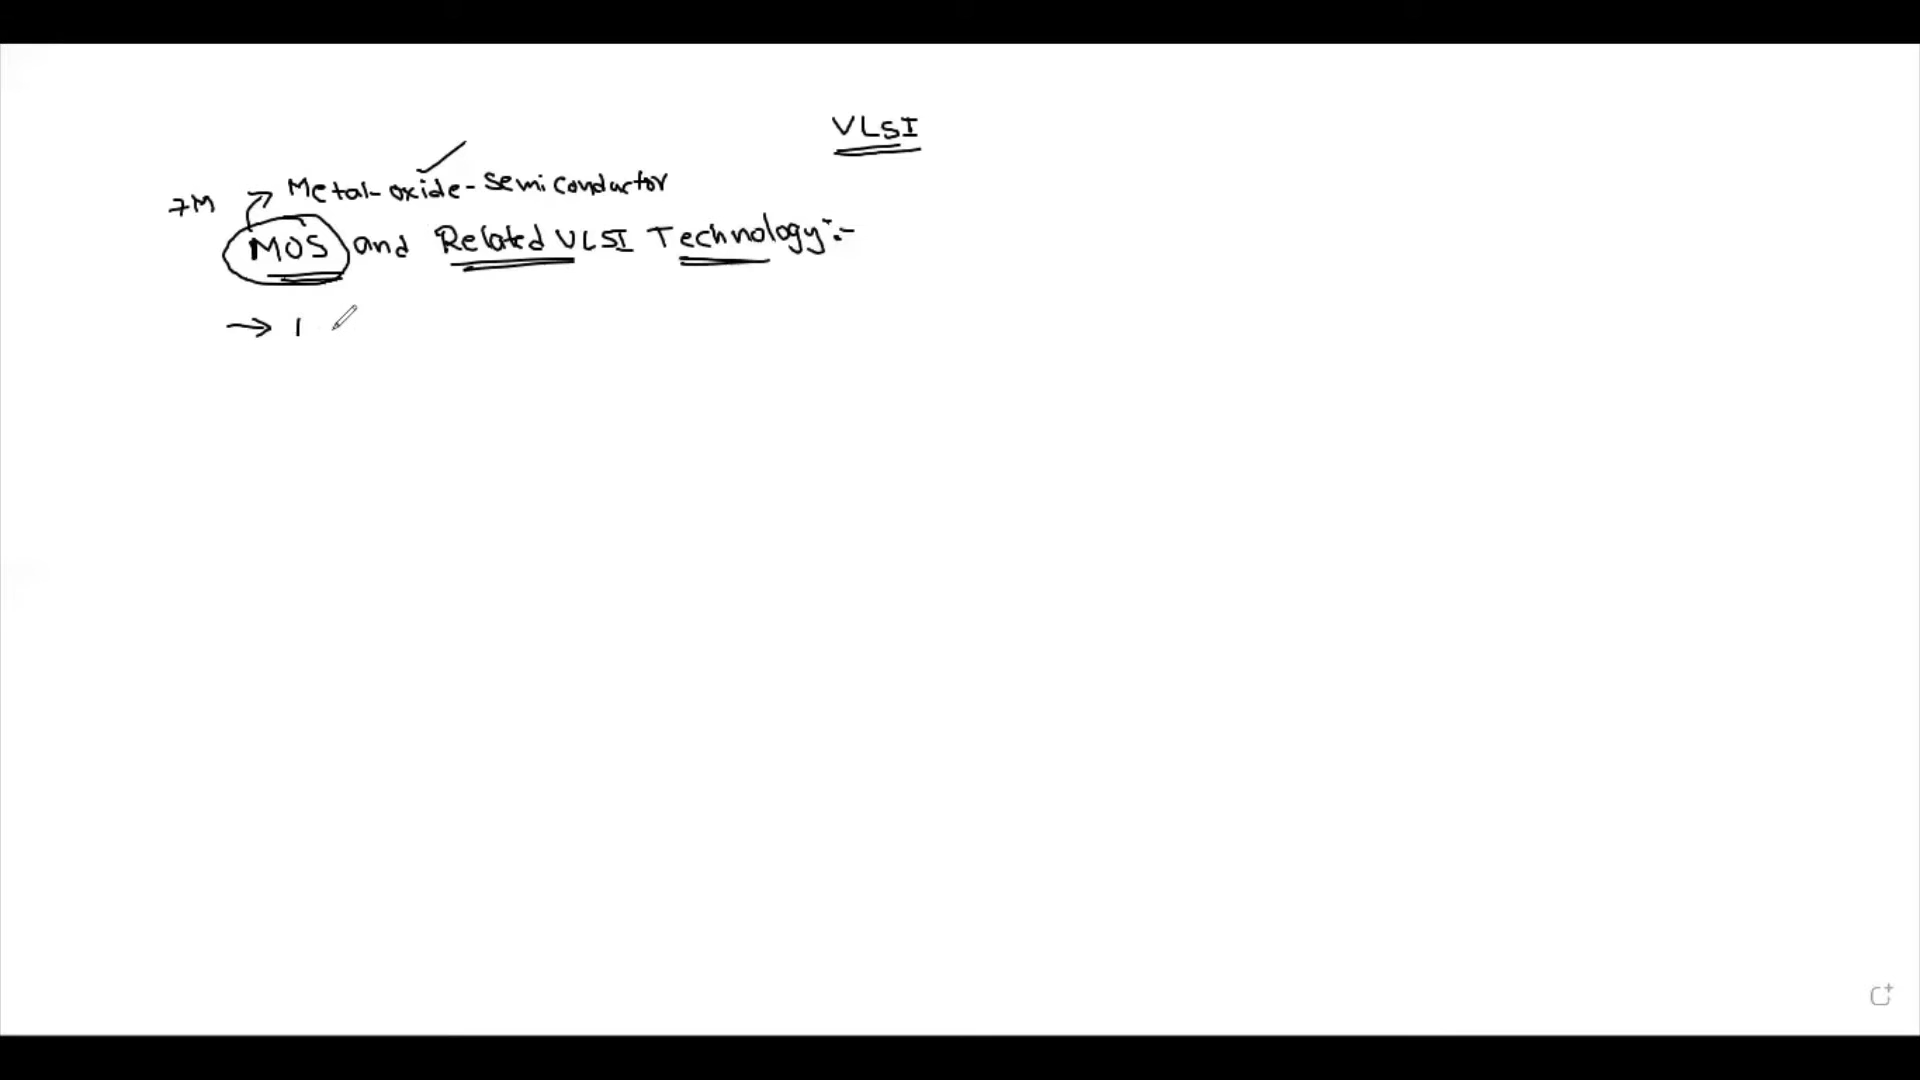 VLSI
Metal-oxide-semiconductor
7M
MOS and Related VLSI Technology:-
→ 1